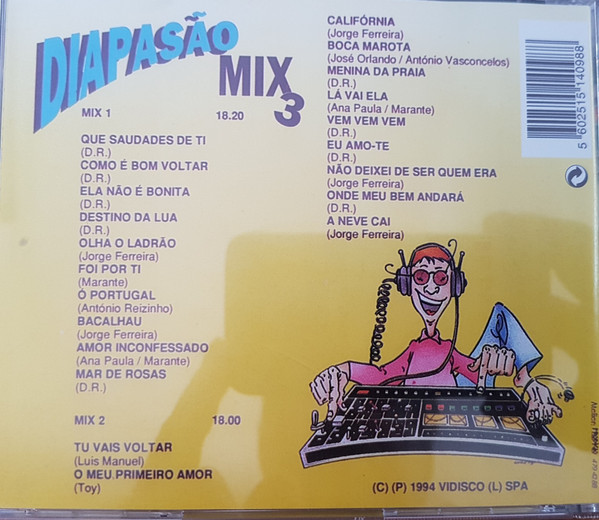 DIAPASÃO
MIX
3
MIX 1 18.20
QUE SAUDADES DE TI
(D.R.)
COMO É BOM VOLTAR
(D.R.)
ELA NÃO É BONITA
(D.R.)
DESTINO DA LUA
(D.R.)
OLHA O LADRÃO
(Jorge Ferreira)
FOI POR TI
(Marante)
Ó PORTUGAL
(António Reizinho)
BACALHAU
(Jorge Ferreira)
AMOR INCONFESSADO
(Ana Paula / Marante)
MAR DE ROSAS
(D.R.)
MIX 2 18.00
TU VAIS VOLTAR
(Luis Manuel)
O MEU PRIMEIRO AMOR
(Toy)
CALIFÓRNIA
(Jorge Ferreira)
BOCA MAROTA
(José Orlando / António Vasconcelos)
MENINA DA PRAIA
(D.R.)
LÁ VAI ELA
(Ana Paula / Marante)
VEM VEM VEM
(D.R.)
EU AMO-TE
(D.R.)
NÃO DEIXEI DE SER QUEM ERA
(Jorge Ferreira)
ONDE MEU BEM ANDARÁ
(D.R.)
A NEVE CAI
(Jorge Ferreira)
5 602515 140988
(C) (P) 1994 VIDISCO (L) SPA